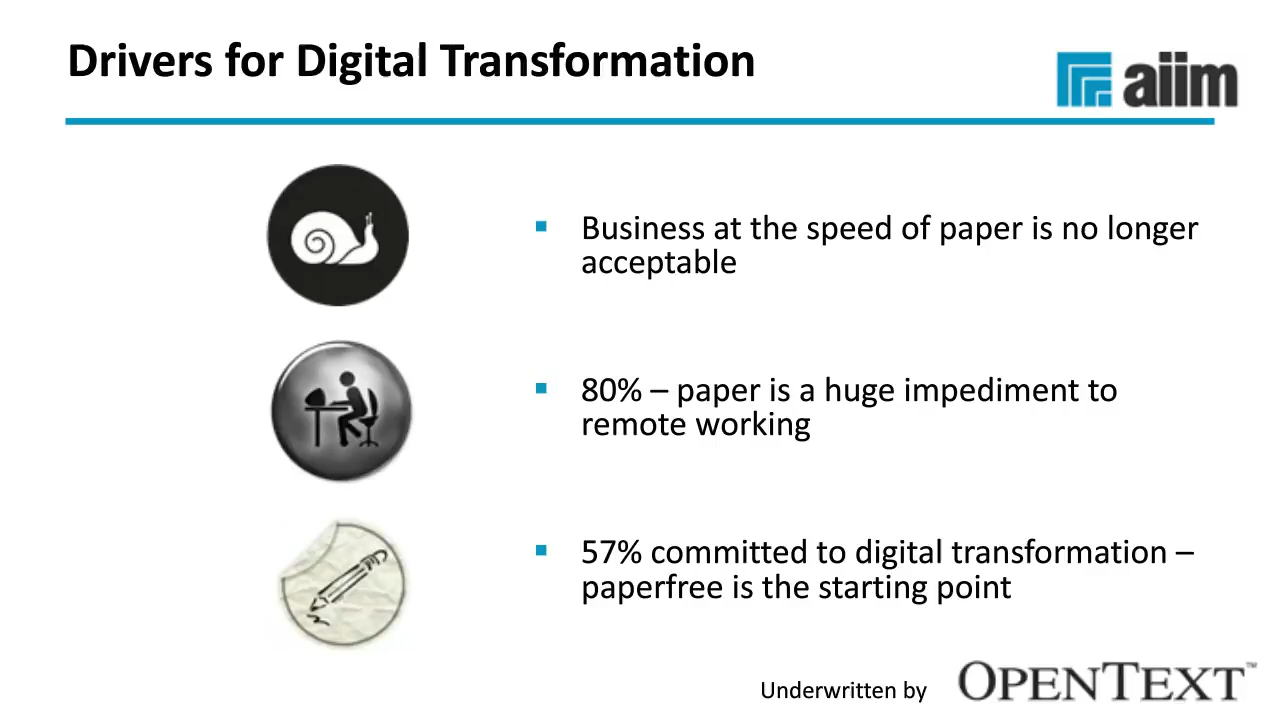 Drivers for Digital Transformation
aiim
▪ Business at the speed of paper is no longer
acceptable
▪ 80% – paper is a huge impediment to
remote working
▪ 57% committed to digital transformation –
paperfree is the starting point
Underwritten by OPENTEXT™